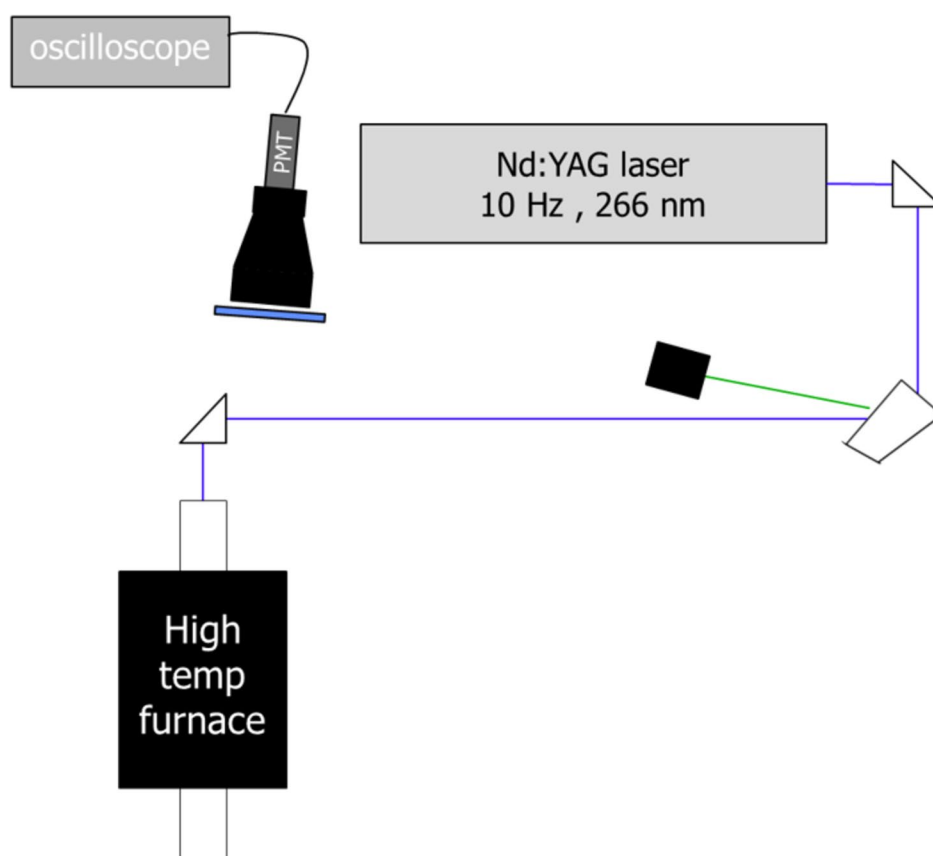 oscilloscope
PMT
Nd:YAG laser
10 Hz , 266 nm
High
temp
furnace